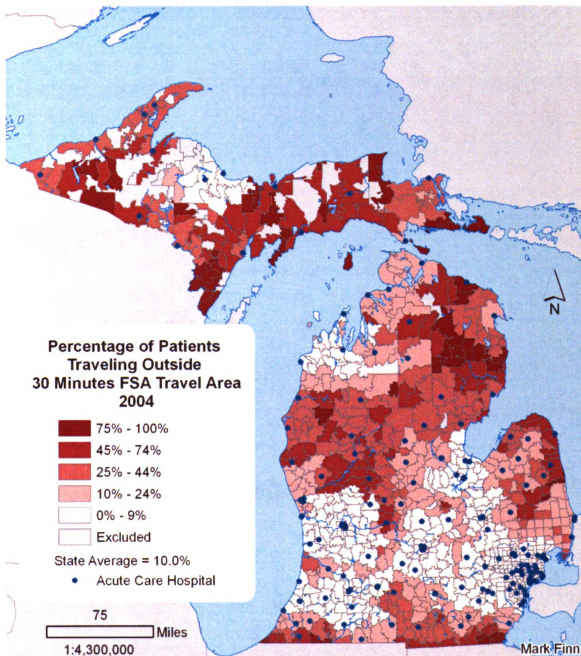 N
Percentage of Patients
Traveling Outside
30 Minutes FSA Travel Area
2004
75% - 100%
45% - 74%
25% - 44%
10% - 24%
0% - 9%
Excluded
State Average = 10.0%
Acute Care Hospital
75
Miles
1:4,300,000
Mark Finn